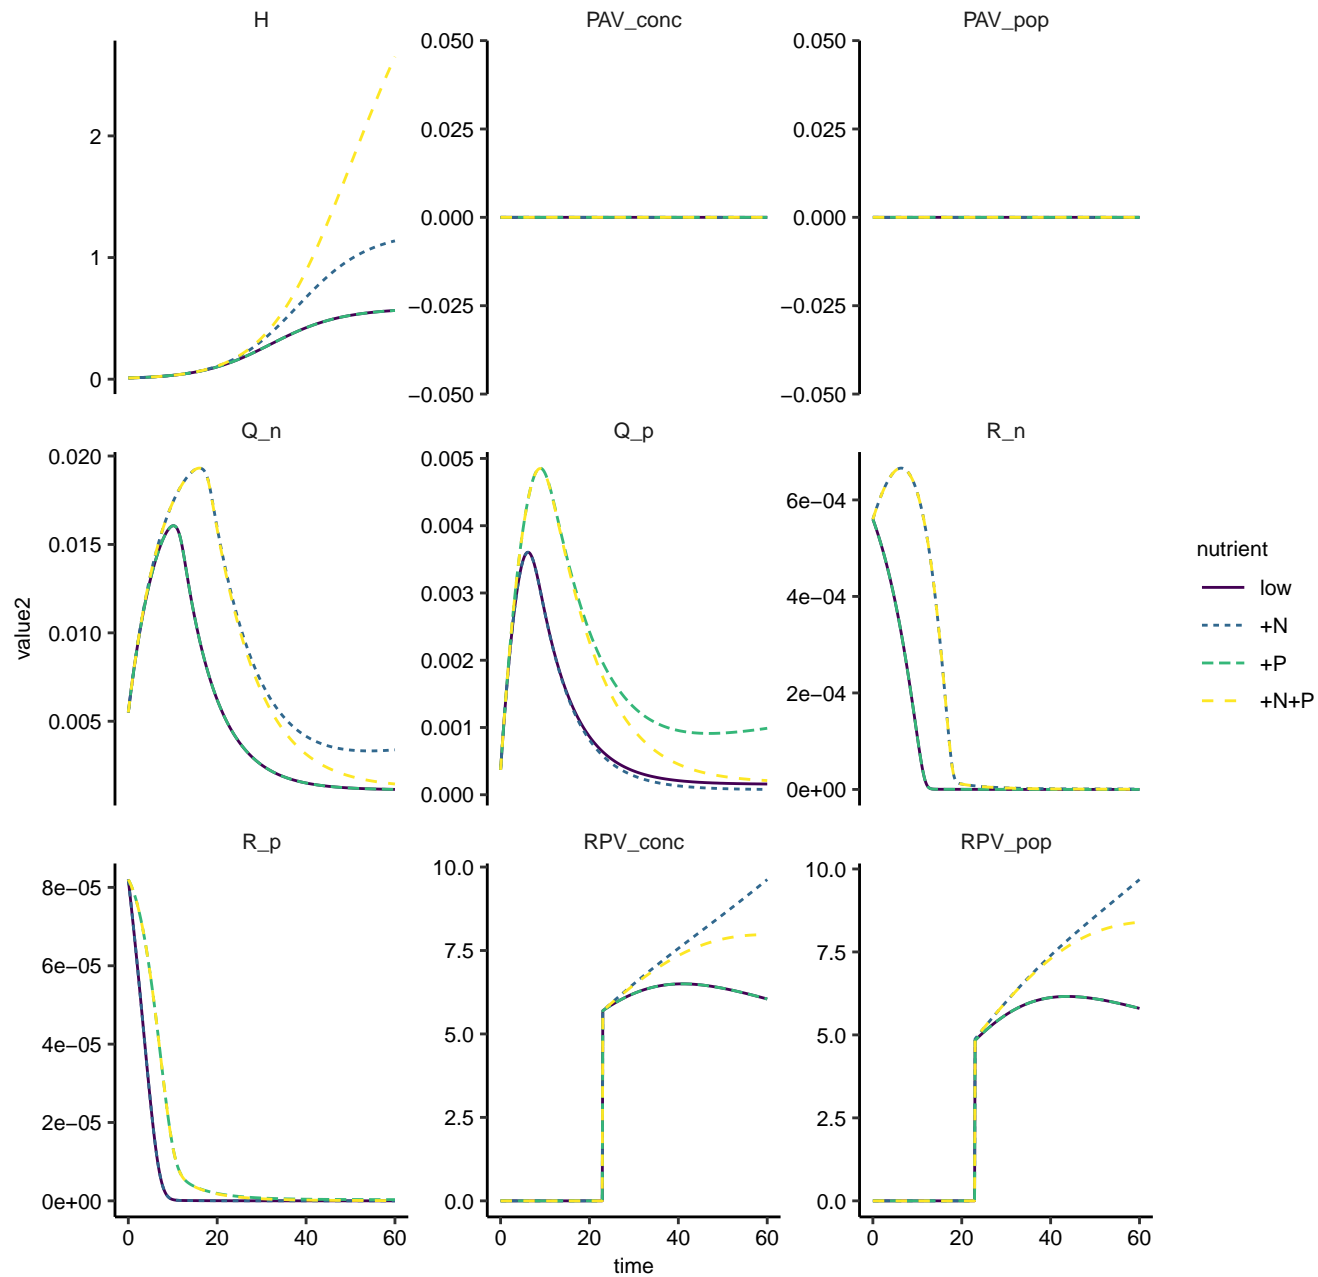 H
PAV_conc
PAV_pop
0.050
0.050
2
0.025
0.025
1
0.000
0.000
−0.025
−0.025
0
−0.050
−0.050
Q_n
Q_p
R_n
0.020
0.005
6e−04
0.004
0.015
0.003
4e−04
0.010
0.002
2e−04
0.005
0.001
0.000
0e+00
R_p
RPV_conc
RPV_pop
10.0
10.0
8e−05
7.5
7.5
6e−05
5.0
5.0
4e−05
2.5
2.5
2e−05
0e+00
0.0
0.0
0 20 40 60
0 20 40 60
0 20 40 60
time
value2
nutrient
low
+N
+P
+N+P